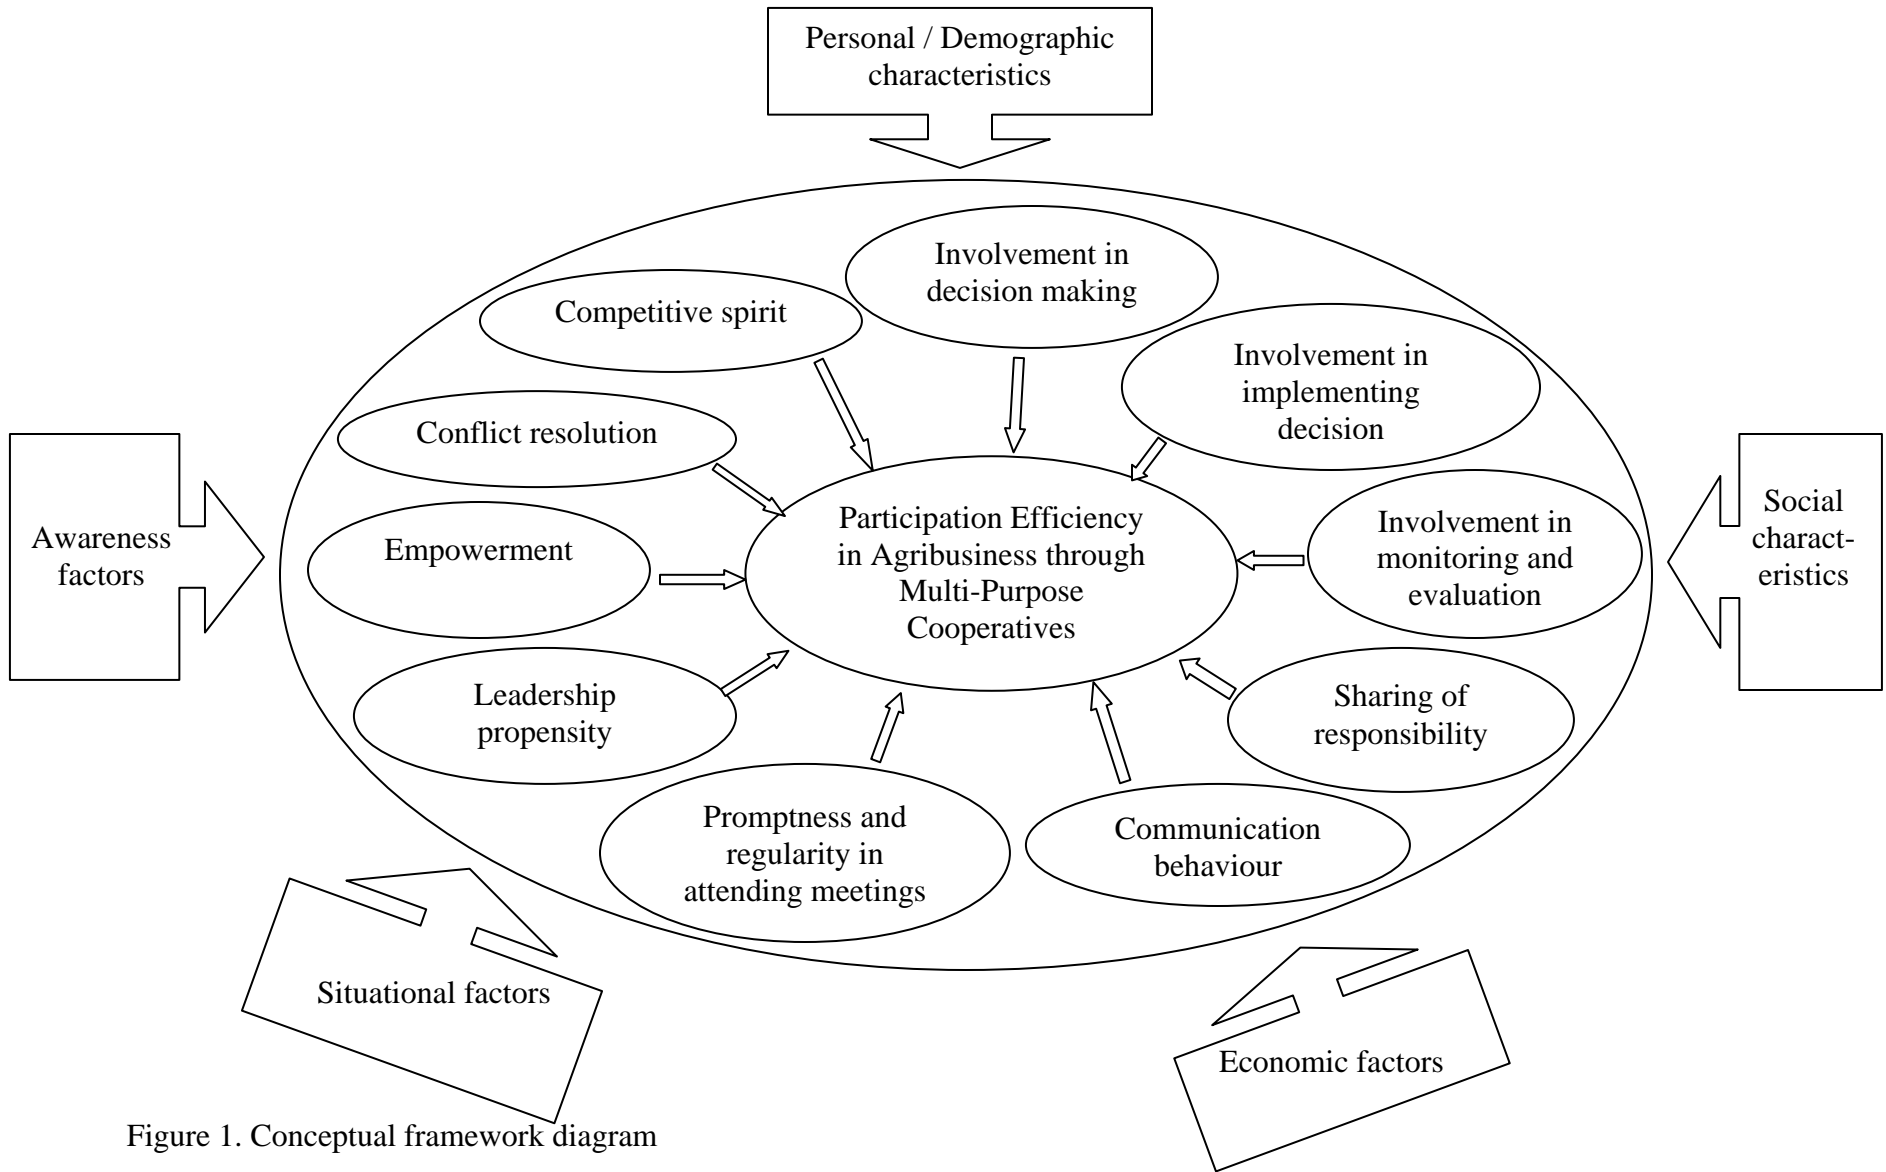 Personal / Demographic
characteristics
Involvement in
decision making
Competitive spirit
Involvement in
implementing
decision
Conflict resolution
Awareness
factors
Empowerment
Participation Efficiency
in Agribusiness through
Multi-Purpose
Cooperatives
Involvement in
monitoring and
evaluation
Social
charact-
eristics
Leadership
propensity
Sharing of
responsibility
Promptness and
regularity in
attending meetings
Communication
behaviour
Situational factors
Economic factors
Figure 1. Conceptual framework diagram